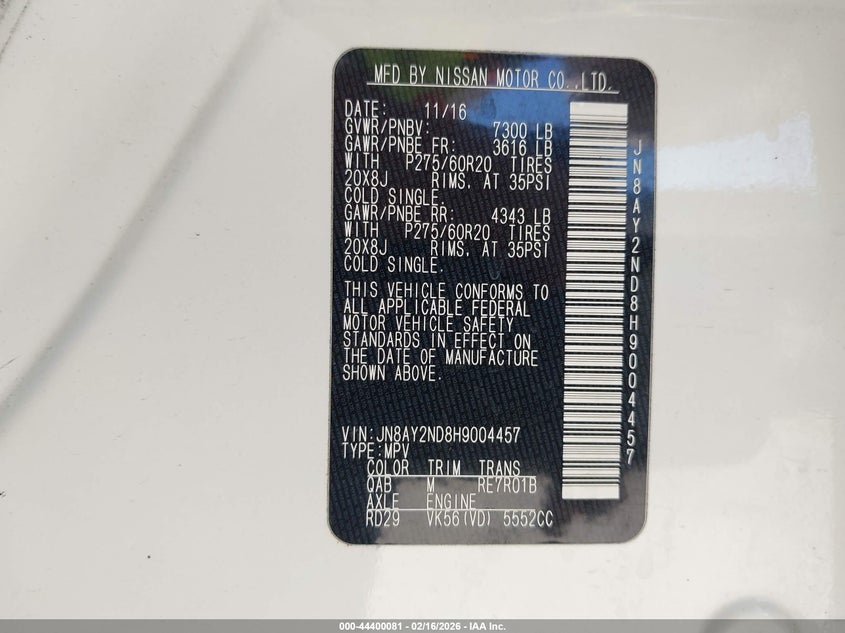 MFD BY NISSAN MOTOR CO.,LTD.
DATE: 11/16
GVWR/PNBV: 7300 LB
GAWR/PNBE FR: 3616 LB
WITH P275/60R20 TIRES
20X8J RIMS, AT 35PSI
COLD SINGLE.
GAWR/PNBE RR: 4343 LB
WITH P275/60R20 TIRES
20X8J RIMS, AT 35PSI
COLD SINGLE.
THIS VEHICLE CONFORMS TO
ALL APPLICABLE FEDERAL
MOTOR VEHICLE SAFETY
STANDARDS IN EFFECT ON
THE DATE OF MANUFACTURE
SHOWN ABOVE.
VIN:JN8AY2ND8H9004457
TYPE:MPV
COLOR TRIM TRANS
QAB M RE7R01B
AXLE ENGINE
RD29 VK56(VD) 5552CC
JN8AY2ND8H9004457
000-44400081 - 02/16/2026 - IAA Inc.